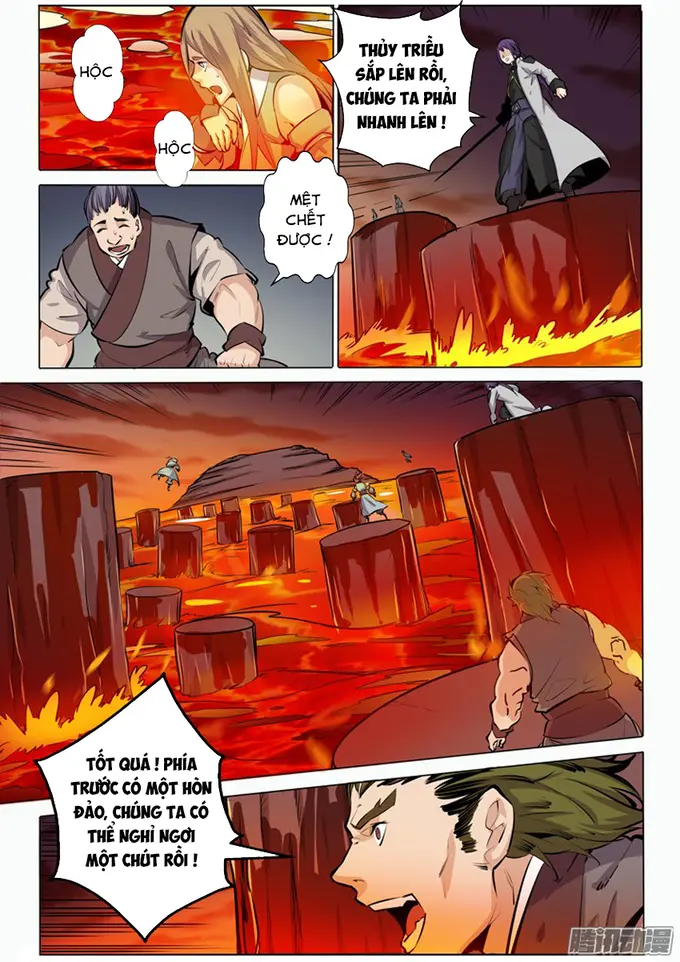 HỘC
HỘC
THỦY TRIỀU
SẮP LÊN RỒI,
CHÚNG TA PHẢI
NHANH LÊN !
MỆT
CHẾT
ĐƯỢC !
TỐT QUÁ ! PHÍA
TRƯỚC CÓ MỘT HÒN
ĐẢO, CHÚNG TA CÓ
THỂ NGHỈ NGƠI
MỘT CHÚT RỒI !
腾讯动漫